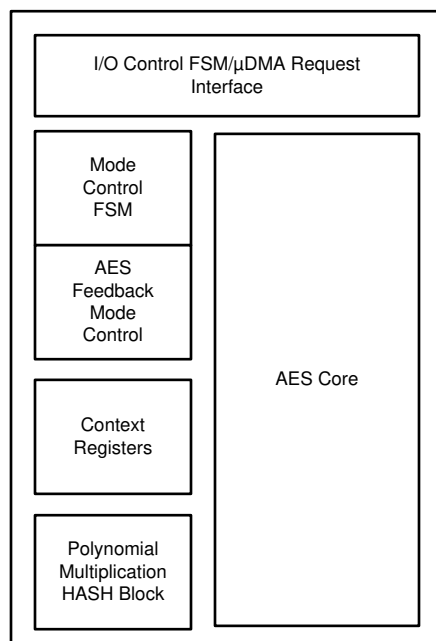 I/O Control FSM/µDMA Request
Interface
Mode
Control
FSM
AES
Feedback
Mode
Control
AES Core
Context
Registers
Polynomial
Multiplication
HASH Block